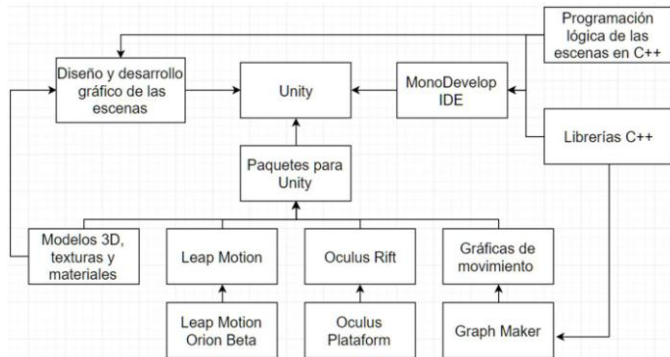 Programación
lógica de las
escenas en C++
Diseño y desarrollo
gráfico de las
escenas
Unity
MonoDevelop
IDE
Librerías C++
Paquetes para
Unity
Modelos 3D,
texturas y
materiales
Leap Motion
Oculus Rift
Gráficas de
movimiento
Leap Motion
Orion Beta
Oculus
Plataform
Graph Maker